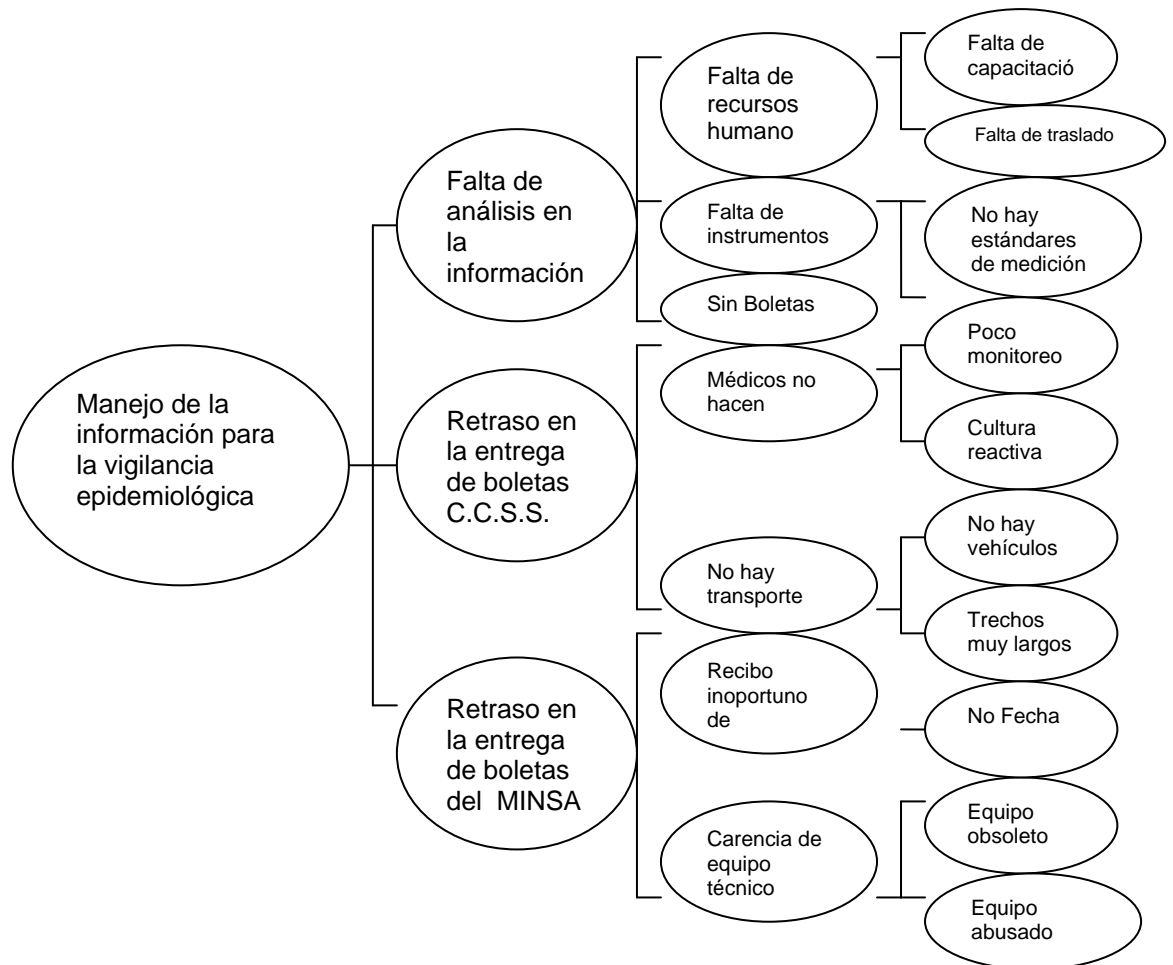 Manejo de la
información para
la vigilancia
epidemiológica
Falta de
análisis en
la
información
Retraso en
la entrega
de boletas
C.C.S.S.
Retraso en
la entrega
de boletas
del MINSA
Falta de
recursos
humano
Falta de
instrumentos
Sin Boletas
Médicos no
hacen
No hay
transporte
Recibo
inoportuno
de
Carencia de
equipo
técnico
Falta de
capacitació
Falta de traslado
No hay
estándares
de medición
Poco
monitoreo
Cultura
reactiva
No hay
vehículos
Trechos
muy largos
No Fecha
Equipo
obsoleto
Equipo
abusado